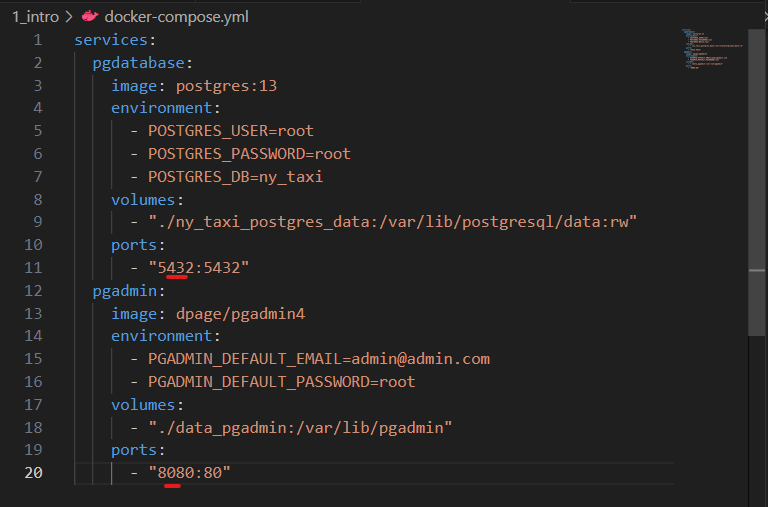 1_intro > docker-compose.yml
1 services:
2 pgdatabase:
3 image: postgres:13
4 environment:
5 - POSTGRES_USER=root
6 - POSTGRES_PASSWORD=root
7 - POSTGRES_DB=ny_taxi
8 volumes:
9 - "./ny_taxi_postgres_data:/var/lib/postgresql/data:rw"
10 ports:
11 - "5432:5432"
12 pgadmin:
13 image: dpage/pgadmin4
14 environment:
15 - PGADMIN_DEFAULT_EMAIL=admin@admin.com
16 - PGADMIN_DEFAULT_PASSWORD=root
17 volumes:
18 - "./data_pgadmin:/var/lib/pgadmin"
19 ports:
20 - "8080:80"